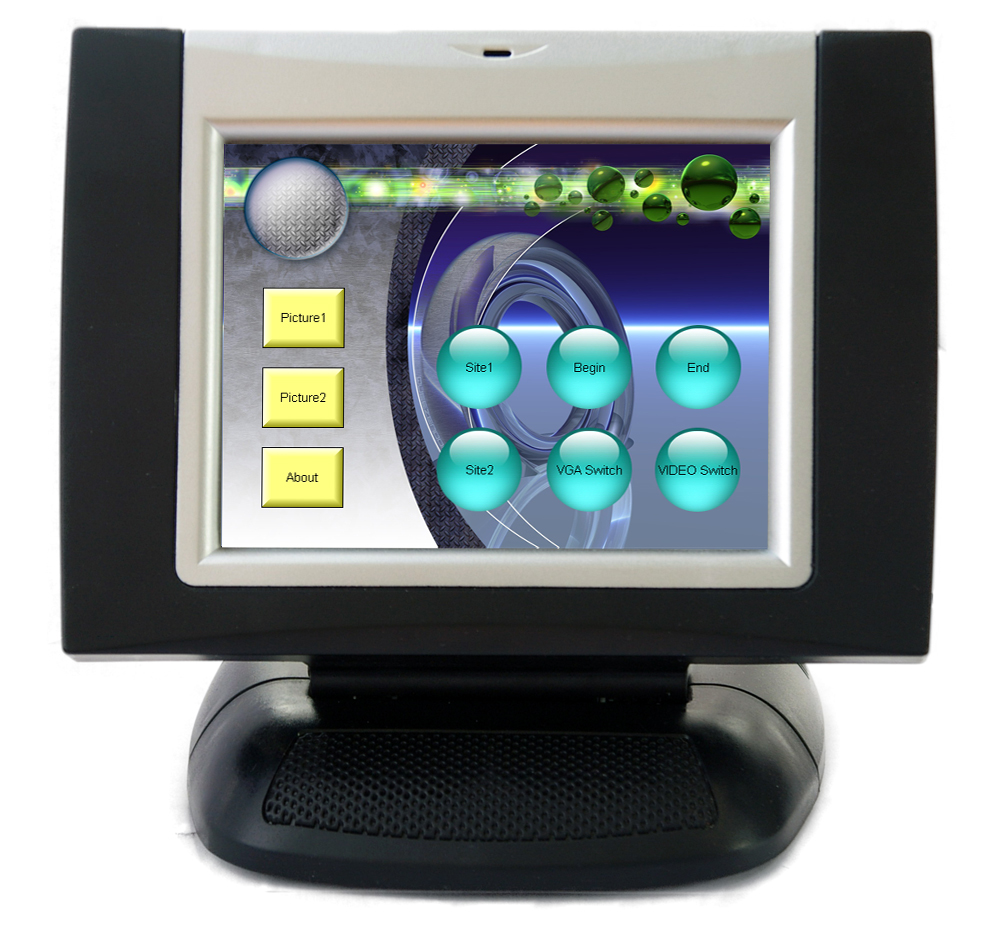 Picture1
Picture2
About
Site1
Begin
End
Site2
VGA Switch
VIDEO Switch